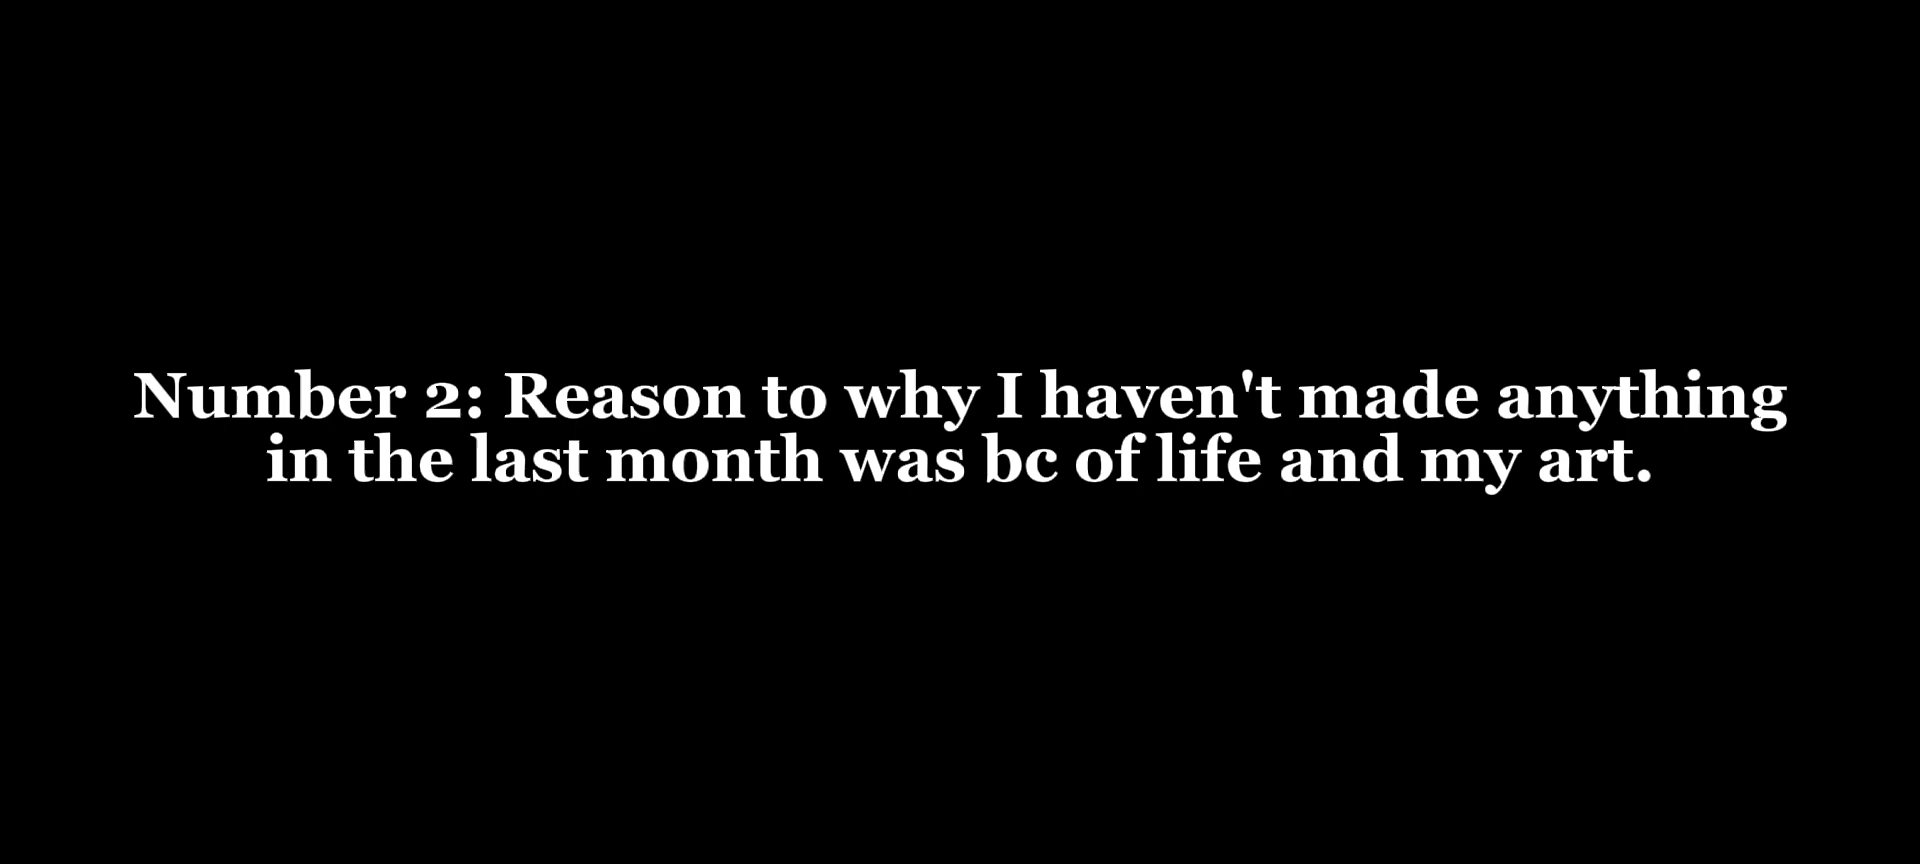 Number 2: Reason to why I haven't made anything
in the last month was bc of life and my art.